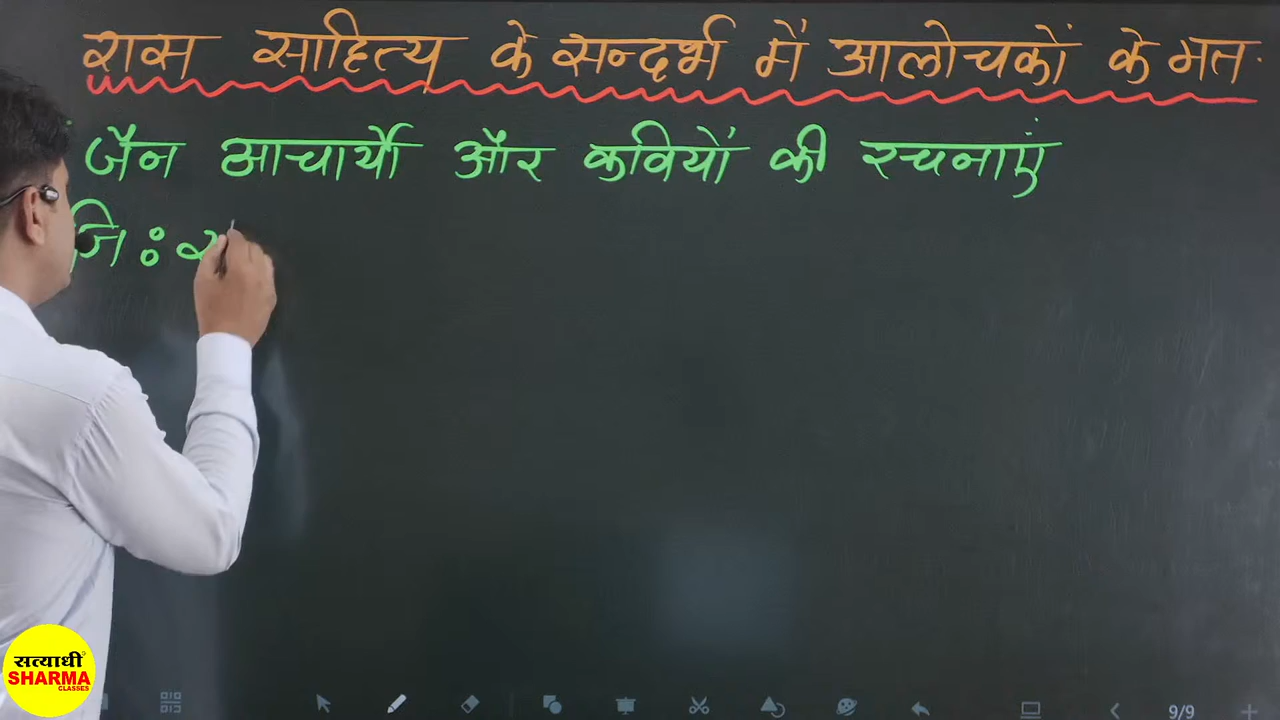 रास साहित्य के सन्दर्भ में आलोचकों के मत
जैन आचार्यों और कवियों की रचनाएं
सत्यार्थी
SHARMA
CLASSES
9/9